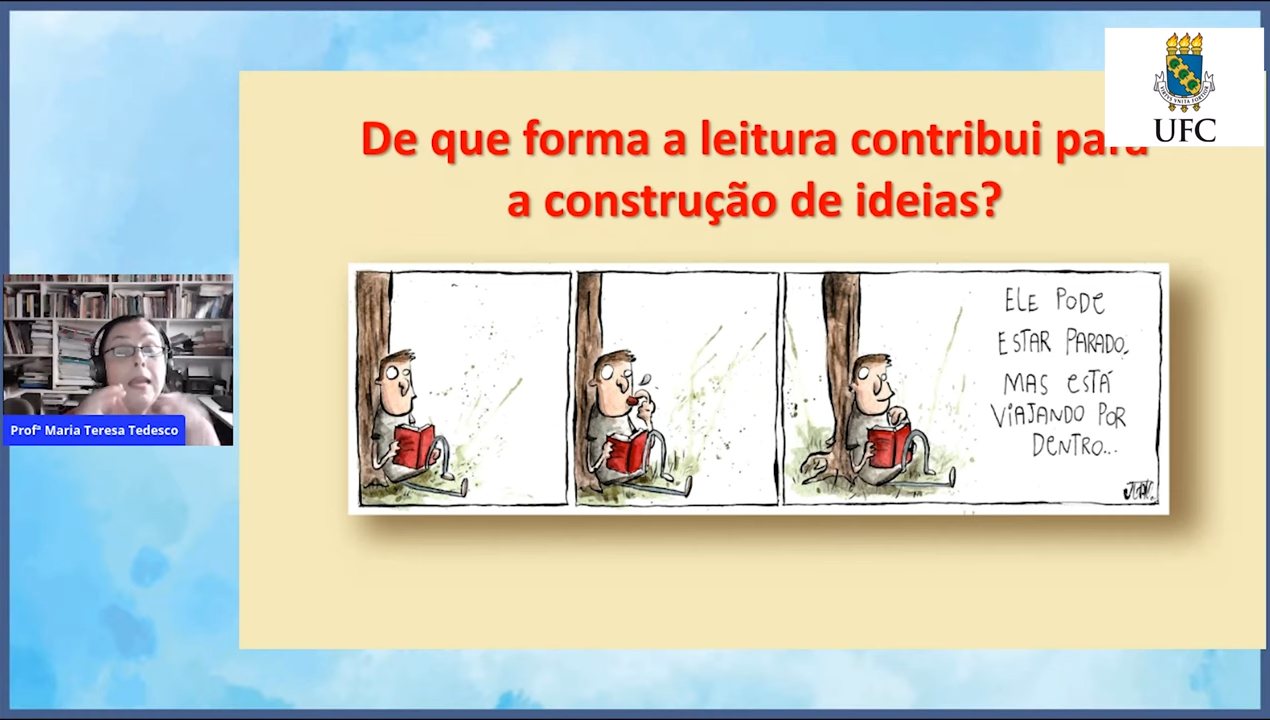 De que forma a leitura contribui para
a construção de ideias?
UFC
ELE PODE
ESTAR PARADO,
MAS ESTÁ
VIAJANDO POR
DENTRO...
Profª Maria Teresa Tedesco